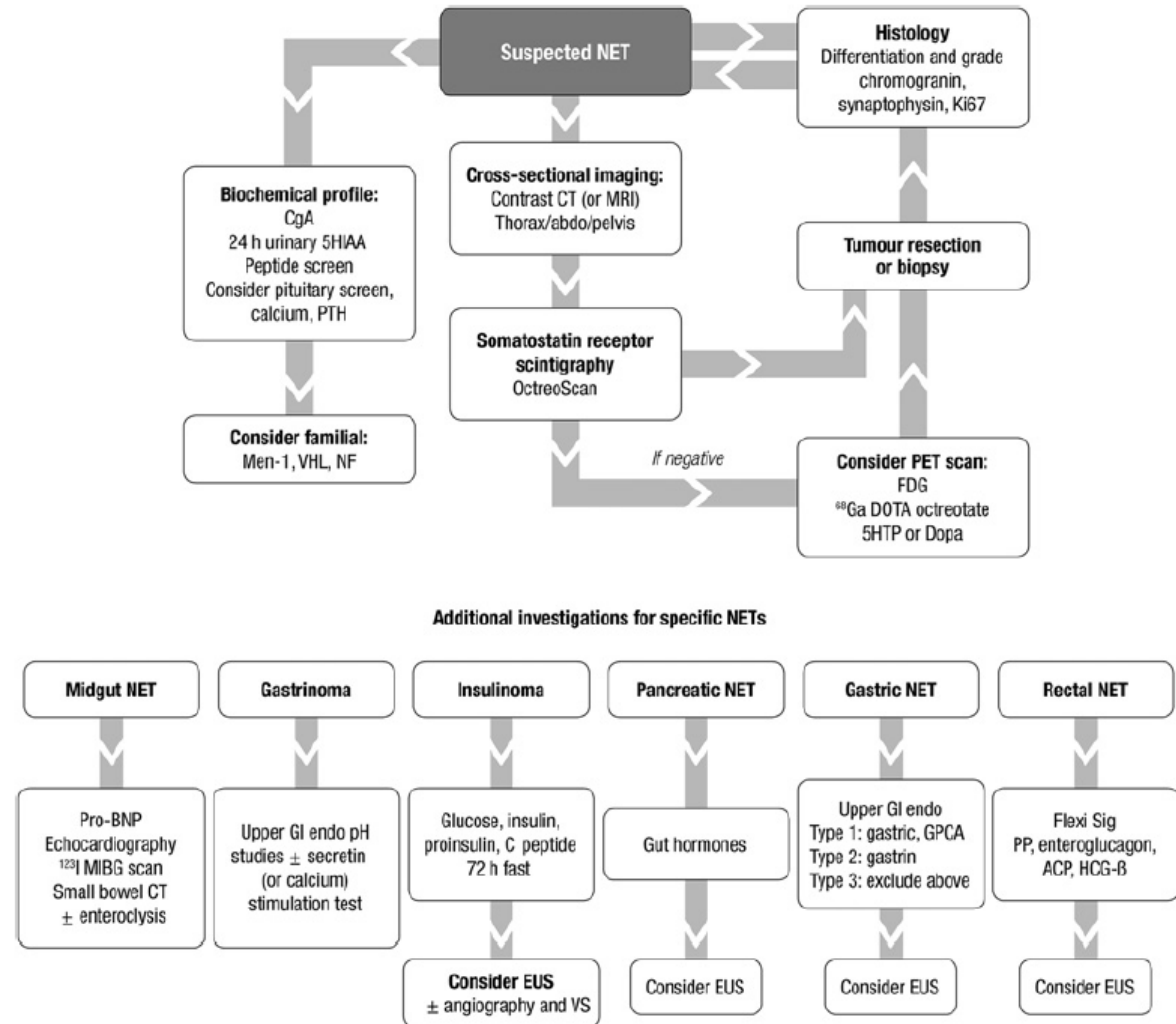 Suspected NET
Histology
Differentiation and grade
chromogranin,
synaptophysin, Ki67
Biochemical profile:
CgA
24 h urinary 5HIAA
Peptide screen
Consider pituitary screen,
calcium, PTH
Cross-sectional imaging:
Contrast CT (or MRI)
Thorax/abdo/pelvis
Tumour resection
or biopsy
Somatostatin receptor
scintigraphy
OctreoScan
Consider familial:
Men-1, VHL, NF
If negative
Consider PET scan:
FDG
⁶⁸Ga DOTA octreotate
5HTP or Dopa
Additional investigations for specific NETs
Midgut NET
Pro-BNP
Echocardiography
¹²³I MIBG scan
Small bowel CT
± enteroclysis
Gastrinoma
Upper GI endo pH
studies ± secretin
(or calcium)
stimulation test
Insulinoma
Glucose, insulin,
proinsulin, C peptide
72 h fast
Consider EUS
± angiography and VS
Pancreatic NET
Gut hormones
Consider EUS
Gastric NET
Upper GI endo
Type 1: gastric, GPCA
Type 2: gastrin
Type 3: exclude above
Consider EUS
Rectal NET
Flexi Sig
PP, enteroglucagon,
ACP, HCG-ß
Consider EUS